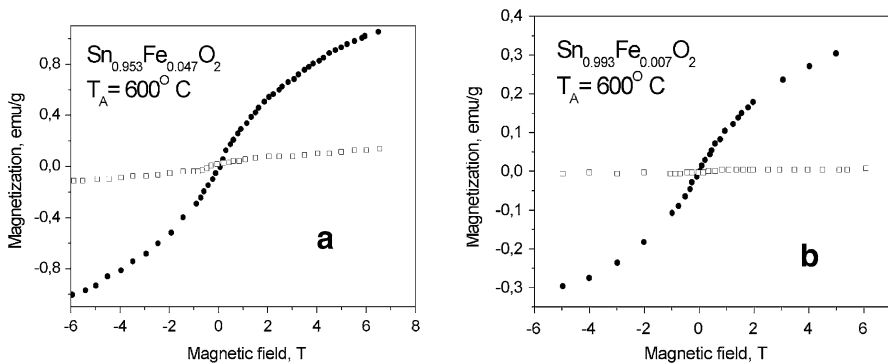 Sn0.953Fe0.047O2
TA = 600° C
0,8
0,4
0,0
-0,4
-0,8
Magnetization, emu/g
-6
-4
-2
0
2
4
6
8
Magnetic field, T
a
Sn0.993Fe0.007O2
TA = 600° C
0,4
0,3
0,2
0,1
0,0
-0,1
-0,2
-0,3
Magnetization, emu/g
-6
-4
-2
0
2
4
6
Magnetic field, T
b